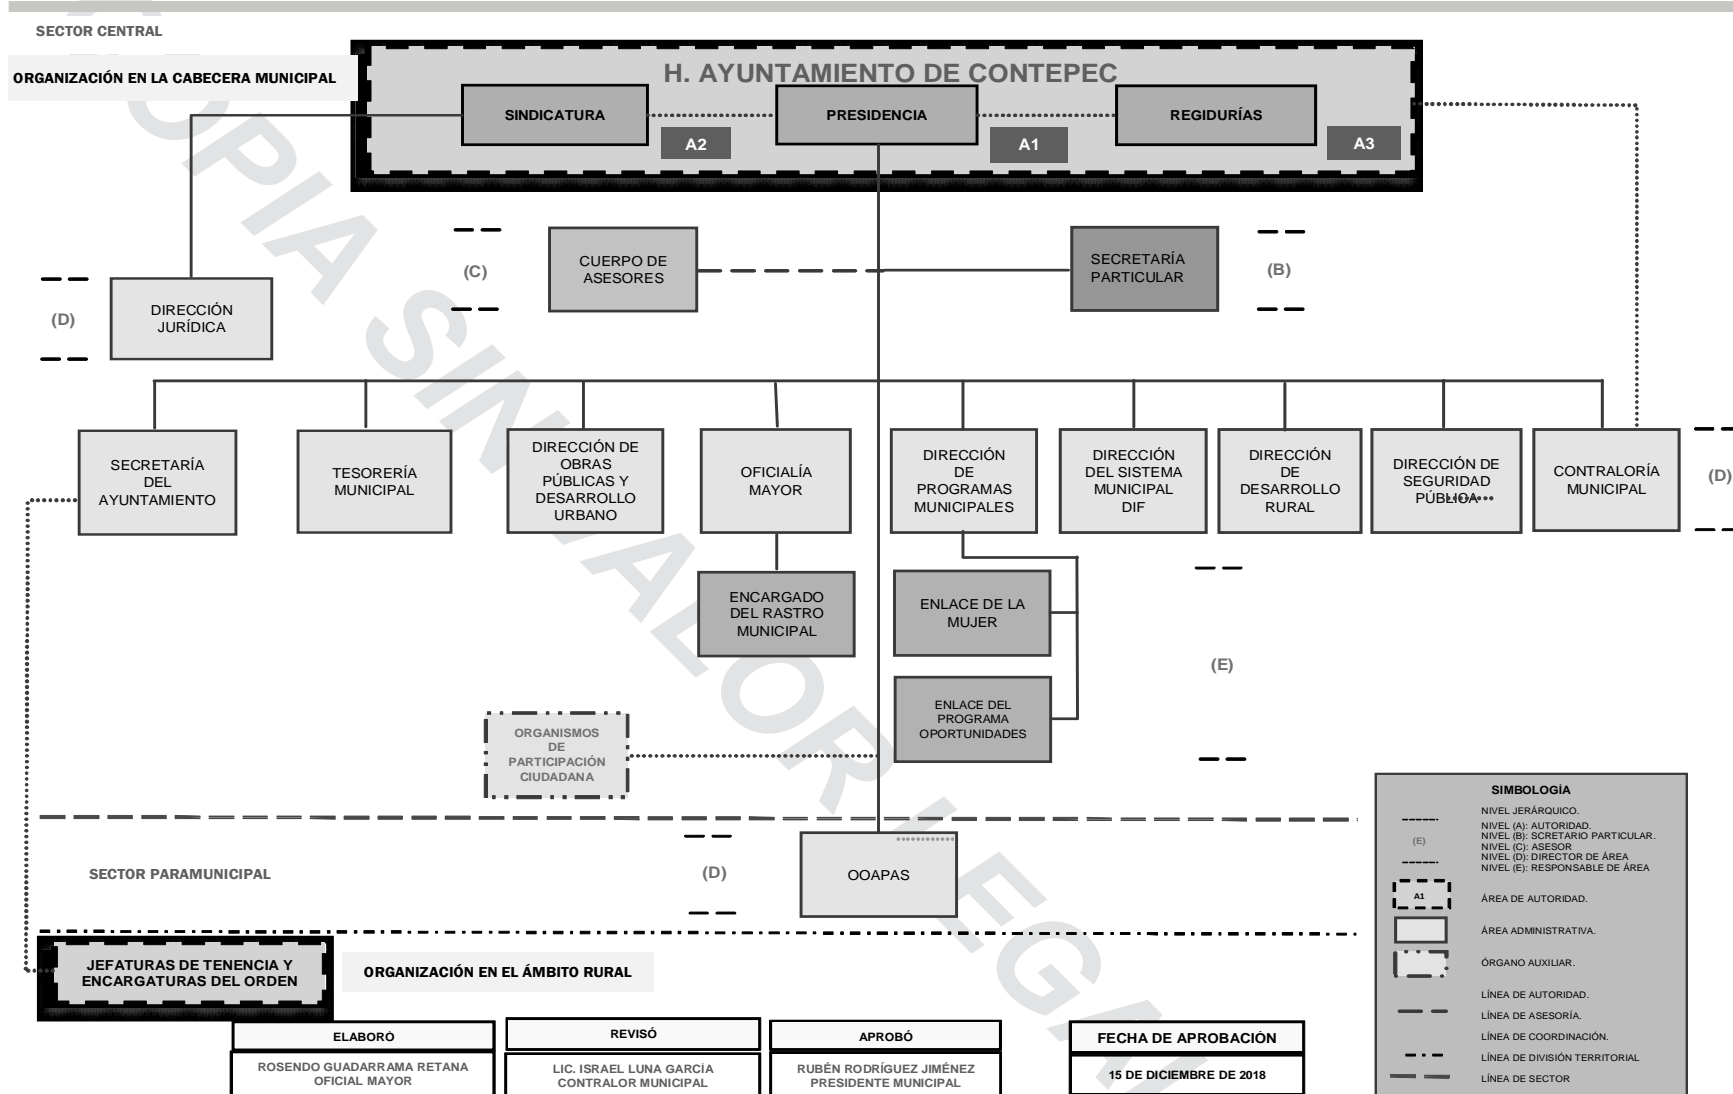 SECTOR CENTRAL
ORGANIZACIÓN EN LA CABECERA MUNICIPAL
H. AYUNTAMIENTO DE CONTEPEC
SINDICATURA
PRESIDENCIA
REGIDURÍAS
A2
A1
A3
(C)
CUERPO DE
ASESORES
SECRETARÍA
PARTICULAR
(B)
(D)
DIRECCIÓN
JURÍDICA
SECRETARÍA
DEL
AYUNTAMIENTO
TESORERÍA
MUNICIPAL
DIRECCIÓN DE
OBRAS
PÚBLICAS Y
DESARROLLO
URBANO
OFICIALÍA
MAYOR
DIRECCIÓN
DE
PROGRAMAS
MUNICIPALES
DIRECCIÓN
DEL SISTEMA
MUNICIPAL
DIF
DIRECCIÓN
DE
DESARROLLO
RURAL
DIRECCIÓN DE
SEGURIDAD
PÚBLICA
CONTRALORÍA
MUNICIPAL
(D)
ENCARGADO
DEL RASTRO
MUNICIPAL
ENLACE DE LA
MUJER
(E)
ENLACE DEL
PROGRAMA
OPORTUNIDADES
ORGANISMOS
DE
PARTICIPACIÓN
CIUDADANA
SECTOR PARAMUNICIPAL
(D)
OOAPAS
JEFATURAS DE TENENCIA Y
ENCARGATURAS DEL ORDEN
ORGANIZACIÓN EN EL ÁMBITO RURAL
SIMBOLOGÍA
NIVEL JERÁRQUICO.
(E)
NIVEL (A): AUTORIDAD.
NIVEL (B): SCRETARIO PARTICULAR.
NIVEL (C): ASESOR
NIVEL (D): DIRECTOR DE ÁREA
NIVEL (E): RESPONSABLE DE ÁREA
A1
ÁREA DE AUTORIDAD.
ÁREA ADMINISTRATIVA.
ÓRGANO AUXILIAR.
LÍNEA DE AUTORIDAD.
LÍNEA DE ASESORÍA.
LÍNEA DE COORDINACIÓN.
LÍNEA DE DIVISIÓN TERRITORIAL
LÍNEA DE SECTOR
ELABORÓ
ROSENDO GUADARRAMA RETANA
OFICIAL MAYOR
REVISÓ
LIC. ISRAEL LUNA GARCÍA
CONTRALOR MUNICIPAL
APROBÓ
RUBÉN RODRÍGUEZ JIMÉNEZ
PRESIDENTE MUNICIPAL
FECHA DE APROBACIÓN
15 DE DICIEMBRE DE 2018
SIN VALOR LEGAL